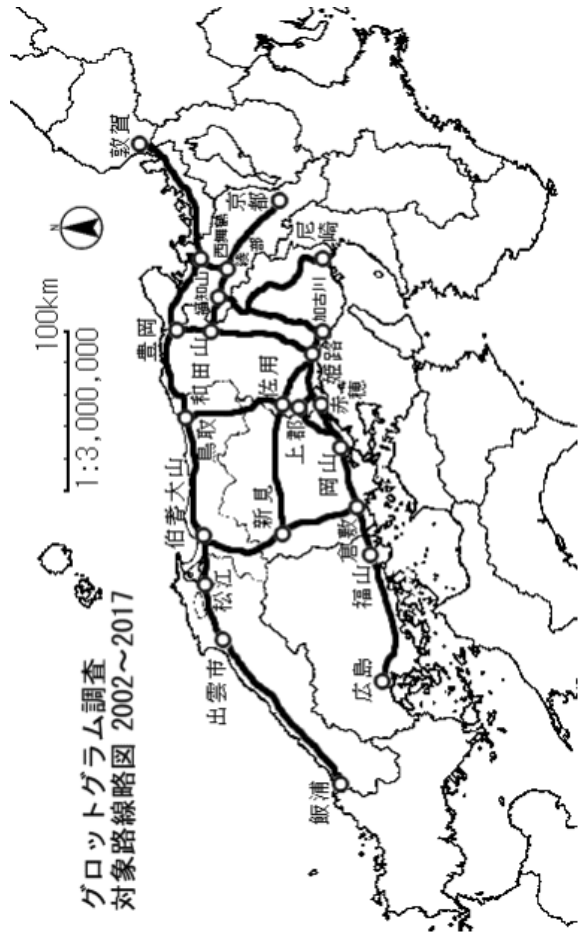 グロットグラム調査
対象路線略図 2002～2017
1:3,000,000
100km
N
敦賀
西舞鶴
京都
綾部
福知山
尼崎
豊岡
和田山
加古川
姫路
佐用
鳥取
上郡
赤穂
岡山
伯耆大山
新見
倉敷
松江
福山
出雲市
広島
飯浦